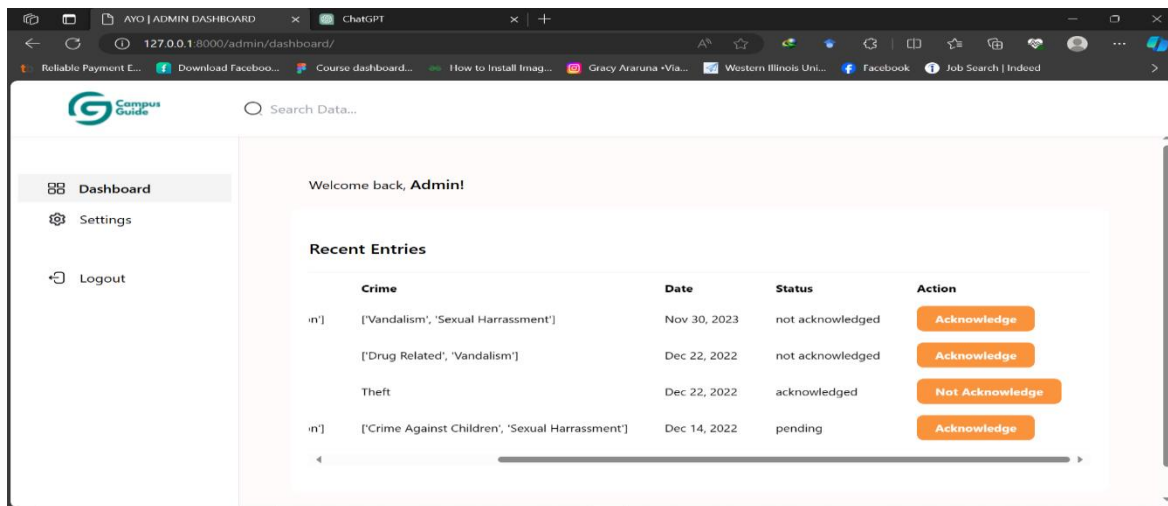 AYO | ADMIN DASHBOARD ChatGPT
127.0.0.1:8000/admin/dashboard/
Reliable Payment E... Download Faceboo... Course dashboard... How to Install Imag... Gracy Araruna •Via... Western Illinois Uni... Facebook Job Search | Indeed
Campus
Guide
Search Data...
Dashboard
Settings
Logout
Welcome back, Admin!
Recent Entries
Crime Date Status Action
n'] ['Vandalism', 'Sexual Harrassment'] Nov 30, 2023 not acknowledged Acknowledge
['Drug Related', 'Vandalism'] Dec 22, 2022 not acknowledged Acknowledge
Theft Dec 22, 2022 acknowledged Not Acknowledge
n'] ['Crime Against Children', 'Sexual Harrassment'] Dec 14, 2022 pending Acknowledge